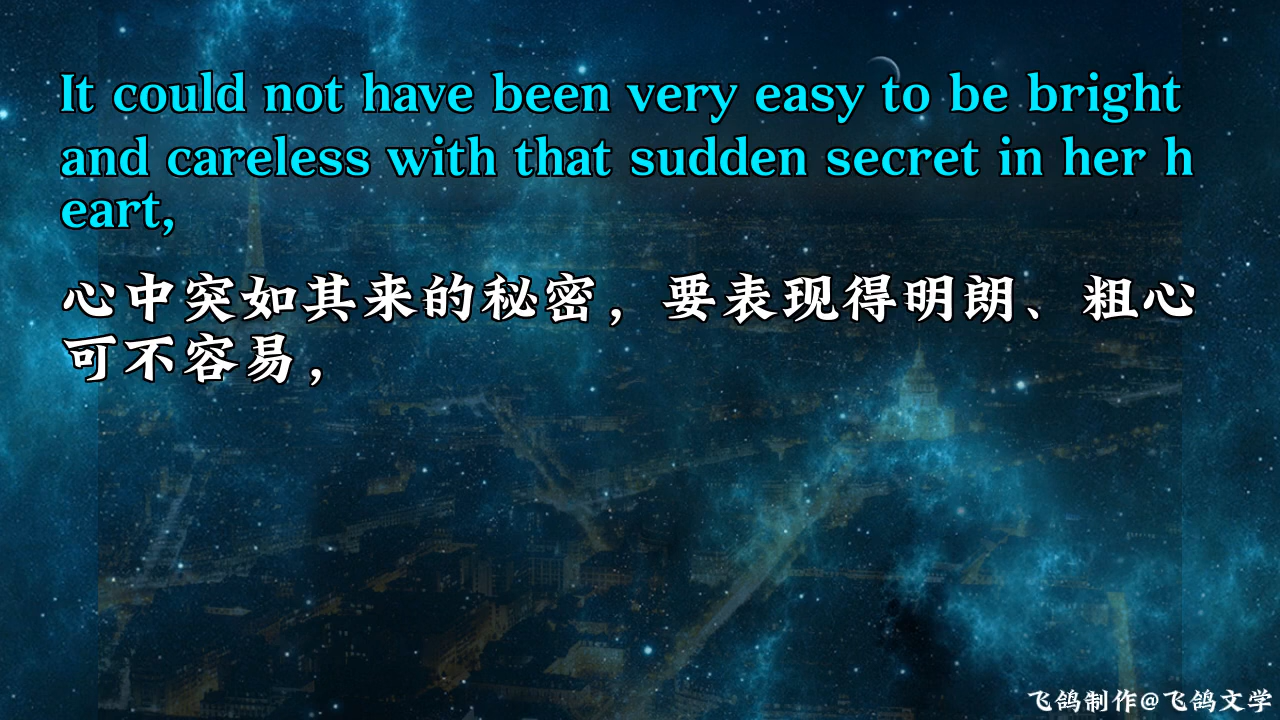 It could not have been very easy to be bright
and careless with that sudden secret in her h
eart,
心中突如其来的秘密，要表现得明朗、粗心
可不容易，
飞鸽制作@飞鸽文学